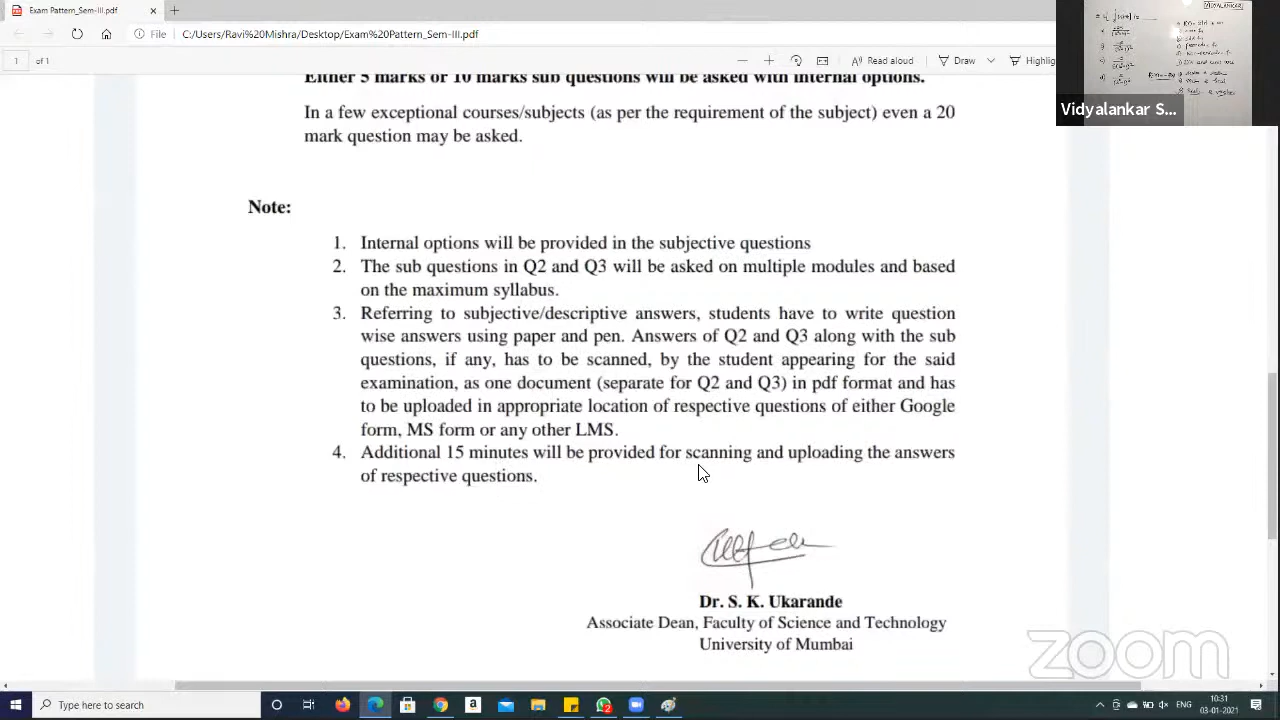 Exam Pattern_Sem-III.pdf
File
C:/Users/Ravi%20Mishra/Desktop/Exam%20Pattern_Sem-III.pdf
1 of1
Read aloud
Draw
Highlig
Vidyalankar S...
Either 5 marks or 10 marks sub questions will be asked with internal options.
In a few exceptional courses/subjects (as per the requirement of the subject) even a 20
mark question may be asked.
Note:
1. Internal options will be provided in the subjective questions
2. The sub questions in Q2 and Q3 will be asked on multiple modules and based
on the maximum syllabus.
3. Referring to subjective/descriptive answers, students have to write question
wise answers using paper and pen. Answers of Q2 and Q3 along with the sub
questions, if any, has to be scanned, by the student appearing for the said
examination, as one document (separate for Q2 and Q3) in pdf format and has
to be uploaded in appropriate location of respective questions of either Google
form, MS form or any other LMS.
4. Additional 15 minutes will be provided for scanning and uploading the answers
of respective questions.
Dr. S. K. Ukarande
Associate Dean, Faculty of Science and Technology
University of Mumbai
zoom
Type here to search
ENG
10:31
03-01-2021